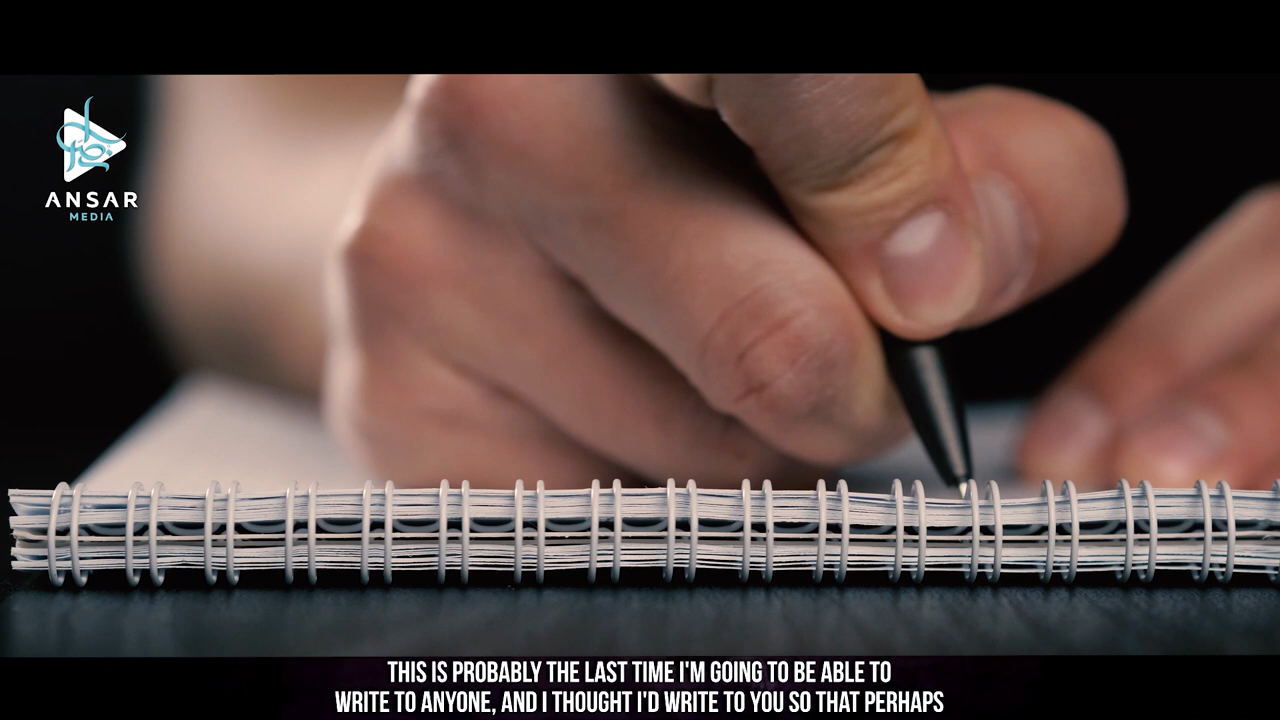 ANSAR
MEDIA
THIS IS PROBABLY THE LAST TIME I'M GOING TO BE ABLE TO
WRITE TO ANYONE, AND I THOUGHT I'D WRITE TO YOU SO THAT PERHAPS